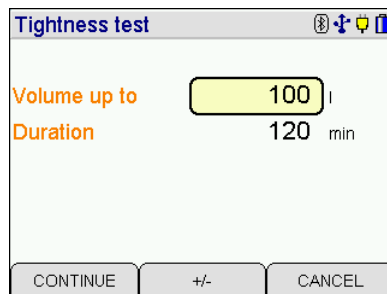 Tightness test
Volume up to 100 l
Duration 120 min
CONTINUE +/- CANCEL